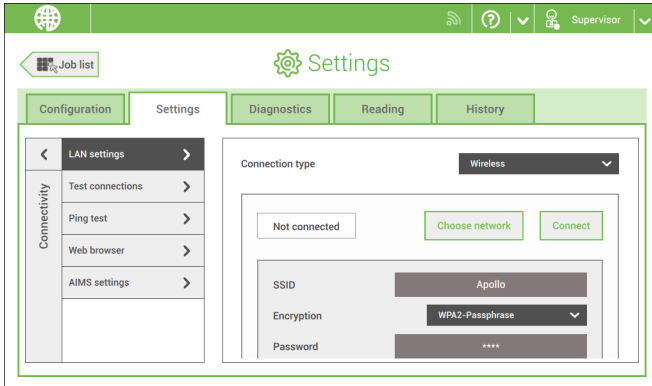 Supervisor
Job list
Settings
Configuration
Settings
Diagnostics
Reading
History
Connectivity
LAN settings
Test connections
Ping test
Web browser
AIMS settings
Connection type
Wireless
Not connected
Choose network
Connect
SSID
Apollo
Encryption
WPA2-Passphrase
Password
****